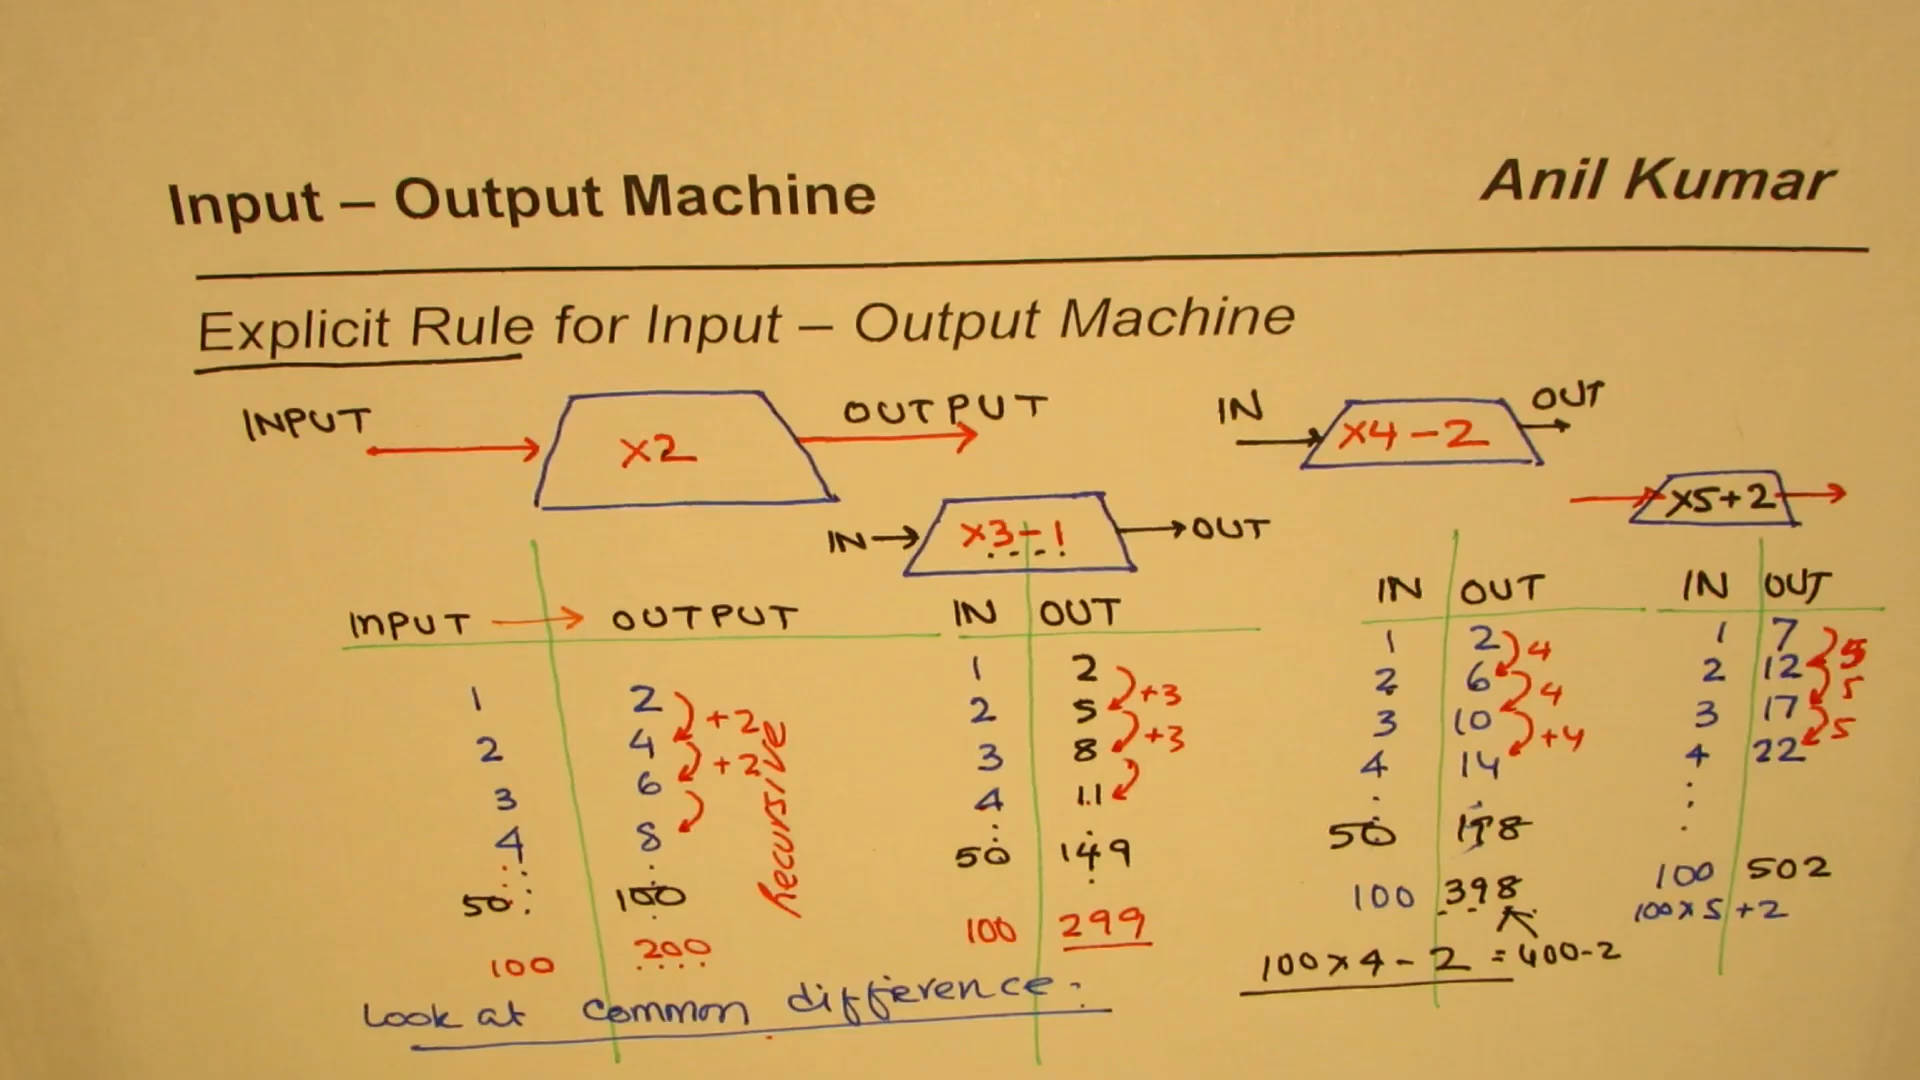 Input – Output Machine
Anil Kumar
Explicit Rule for Input – Output Machine
INPUT
×2
OUTPUT
IN
×4 - 2
OUT
IN
×3 - 1
OUT
×5 + 2
INPUT OUTPUT
1 2
2 4
3 6
4 8
50 100
100 200
+2
+2
recursive
IN OUT
1 2
2 5
3 8
4 11
50 149
100 299
+3
+3
IN OUT
1 2
2 6
3 10
4 14
50 198
100 398
4
4
+4
100 × 4 - 2 = 400 - 2
IN OUT
1 7
2 12
3 17
4 22
100 502
100 × 5 + 2
5
5
5
Look at common difference.